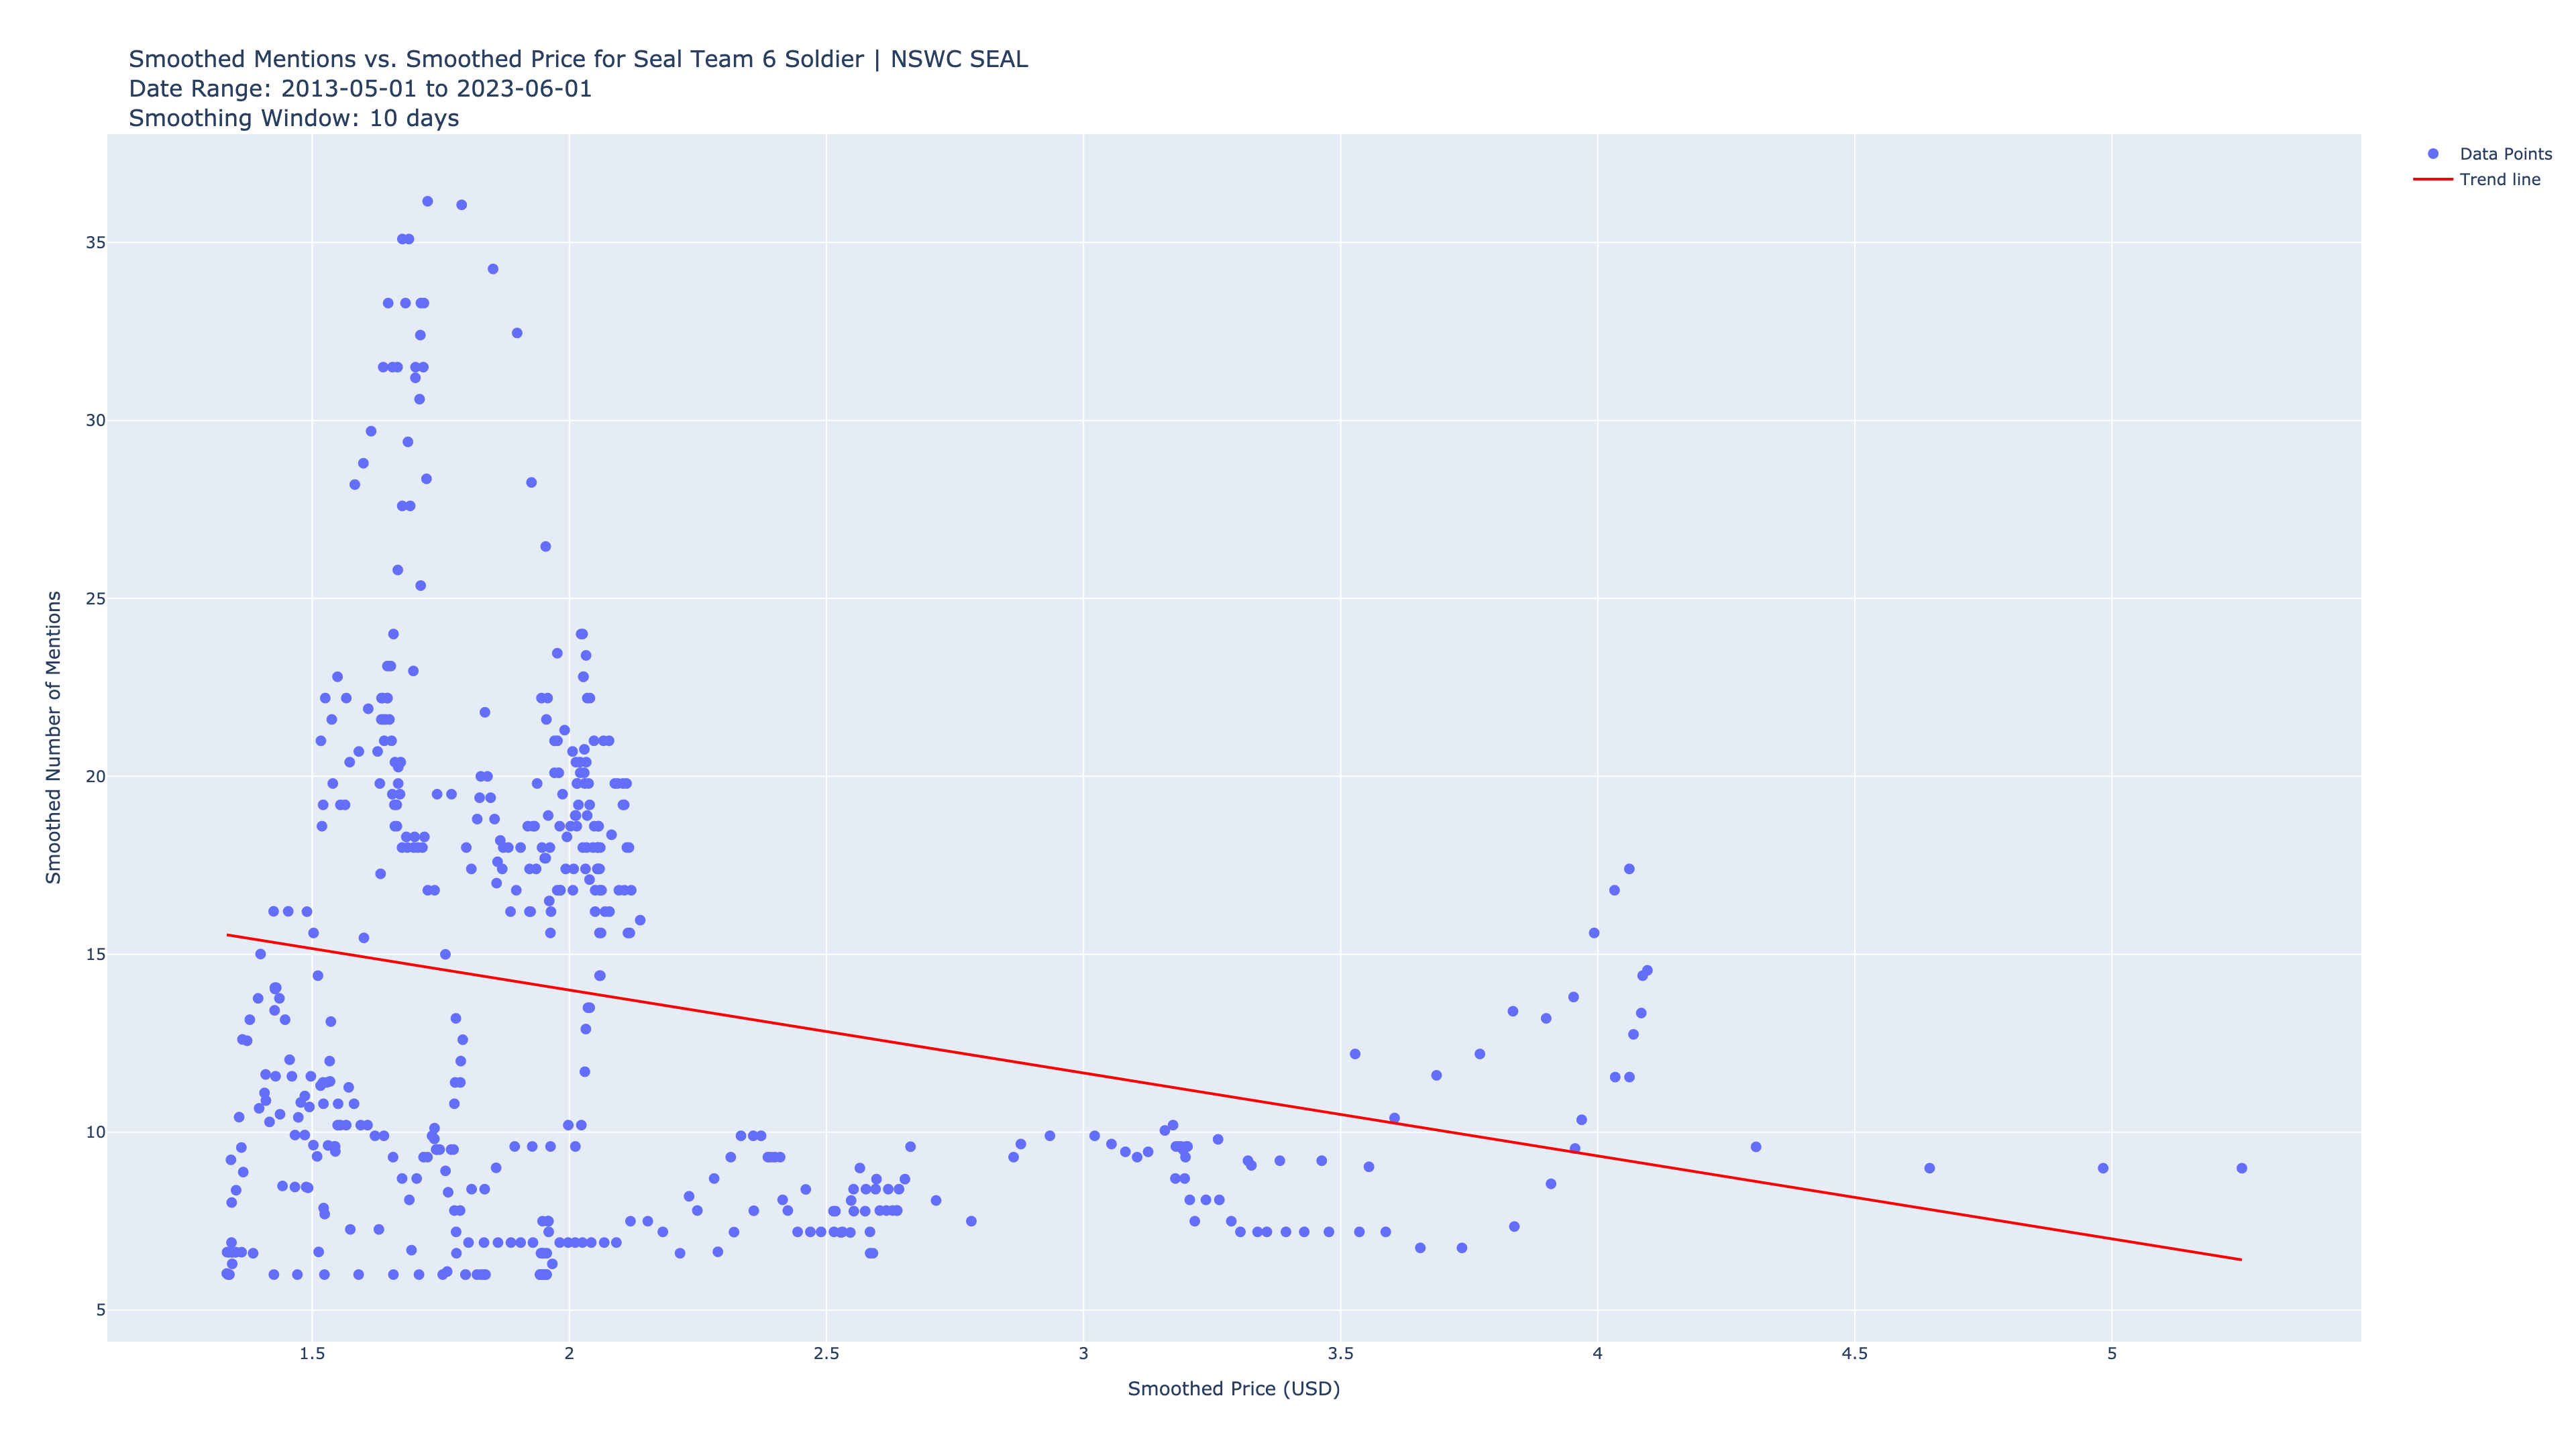 Smoothed Mentions vs. Smoothed Price for Seal Team 6 Soldier | NSWC SEAL
Date Range: 2013-05-01 to 2023-06-01
Smoothing Window: 10 days
Data Points
Trend line
35
30
25
20
15
10
5
Smoothed Number of Mentions
1.5
2
2.5
3
3.5
4
4.5
5
Smoothed Price (USD)